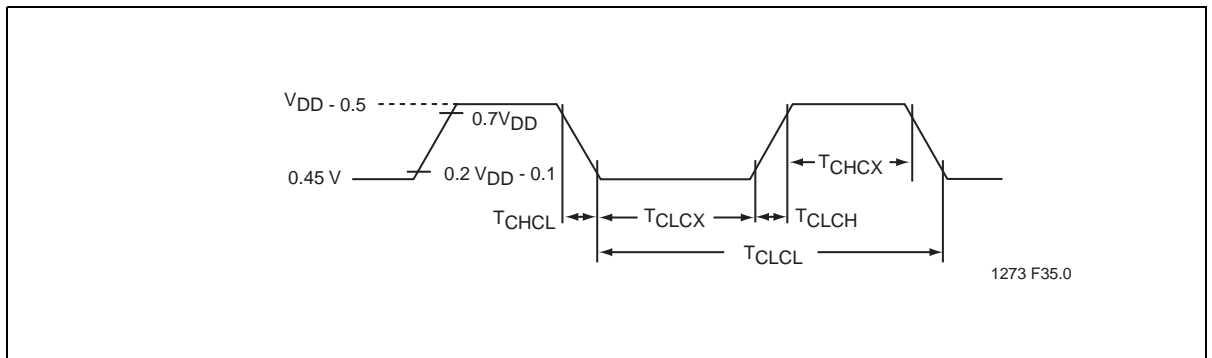 VDD - 0.5
0.7VDD
0.45 V
0.2 VDD - 0.1
TCHCX
TCHCL
TCLCX
TCLCH
TCLCL
1273 F35.0